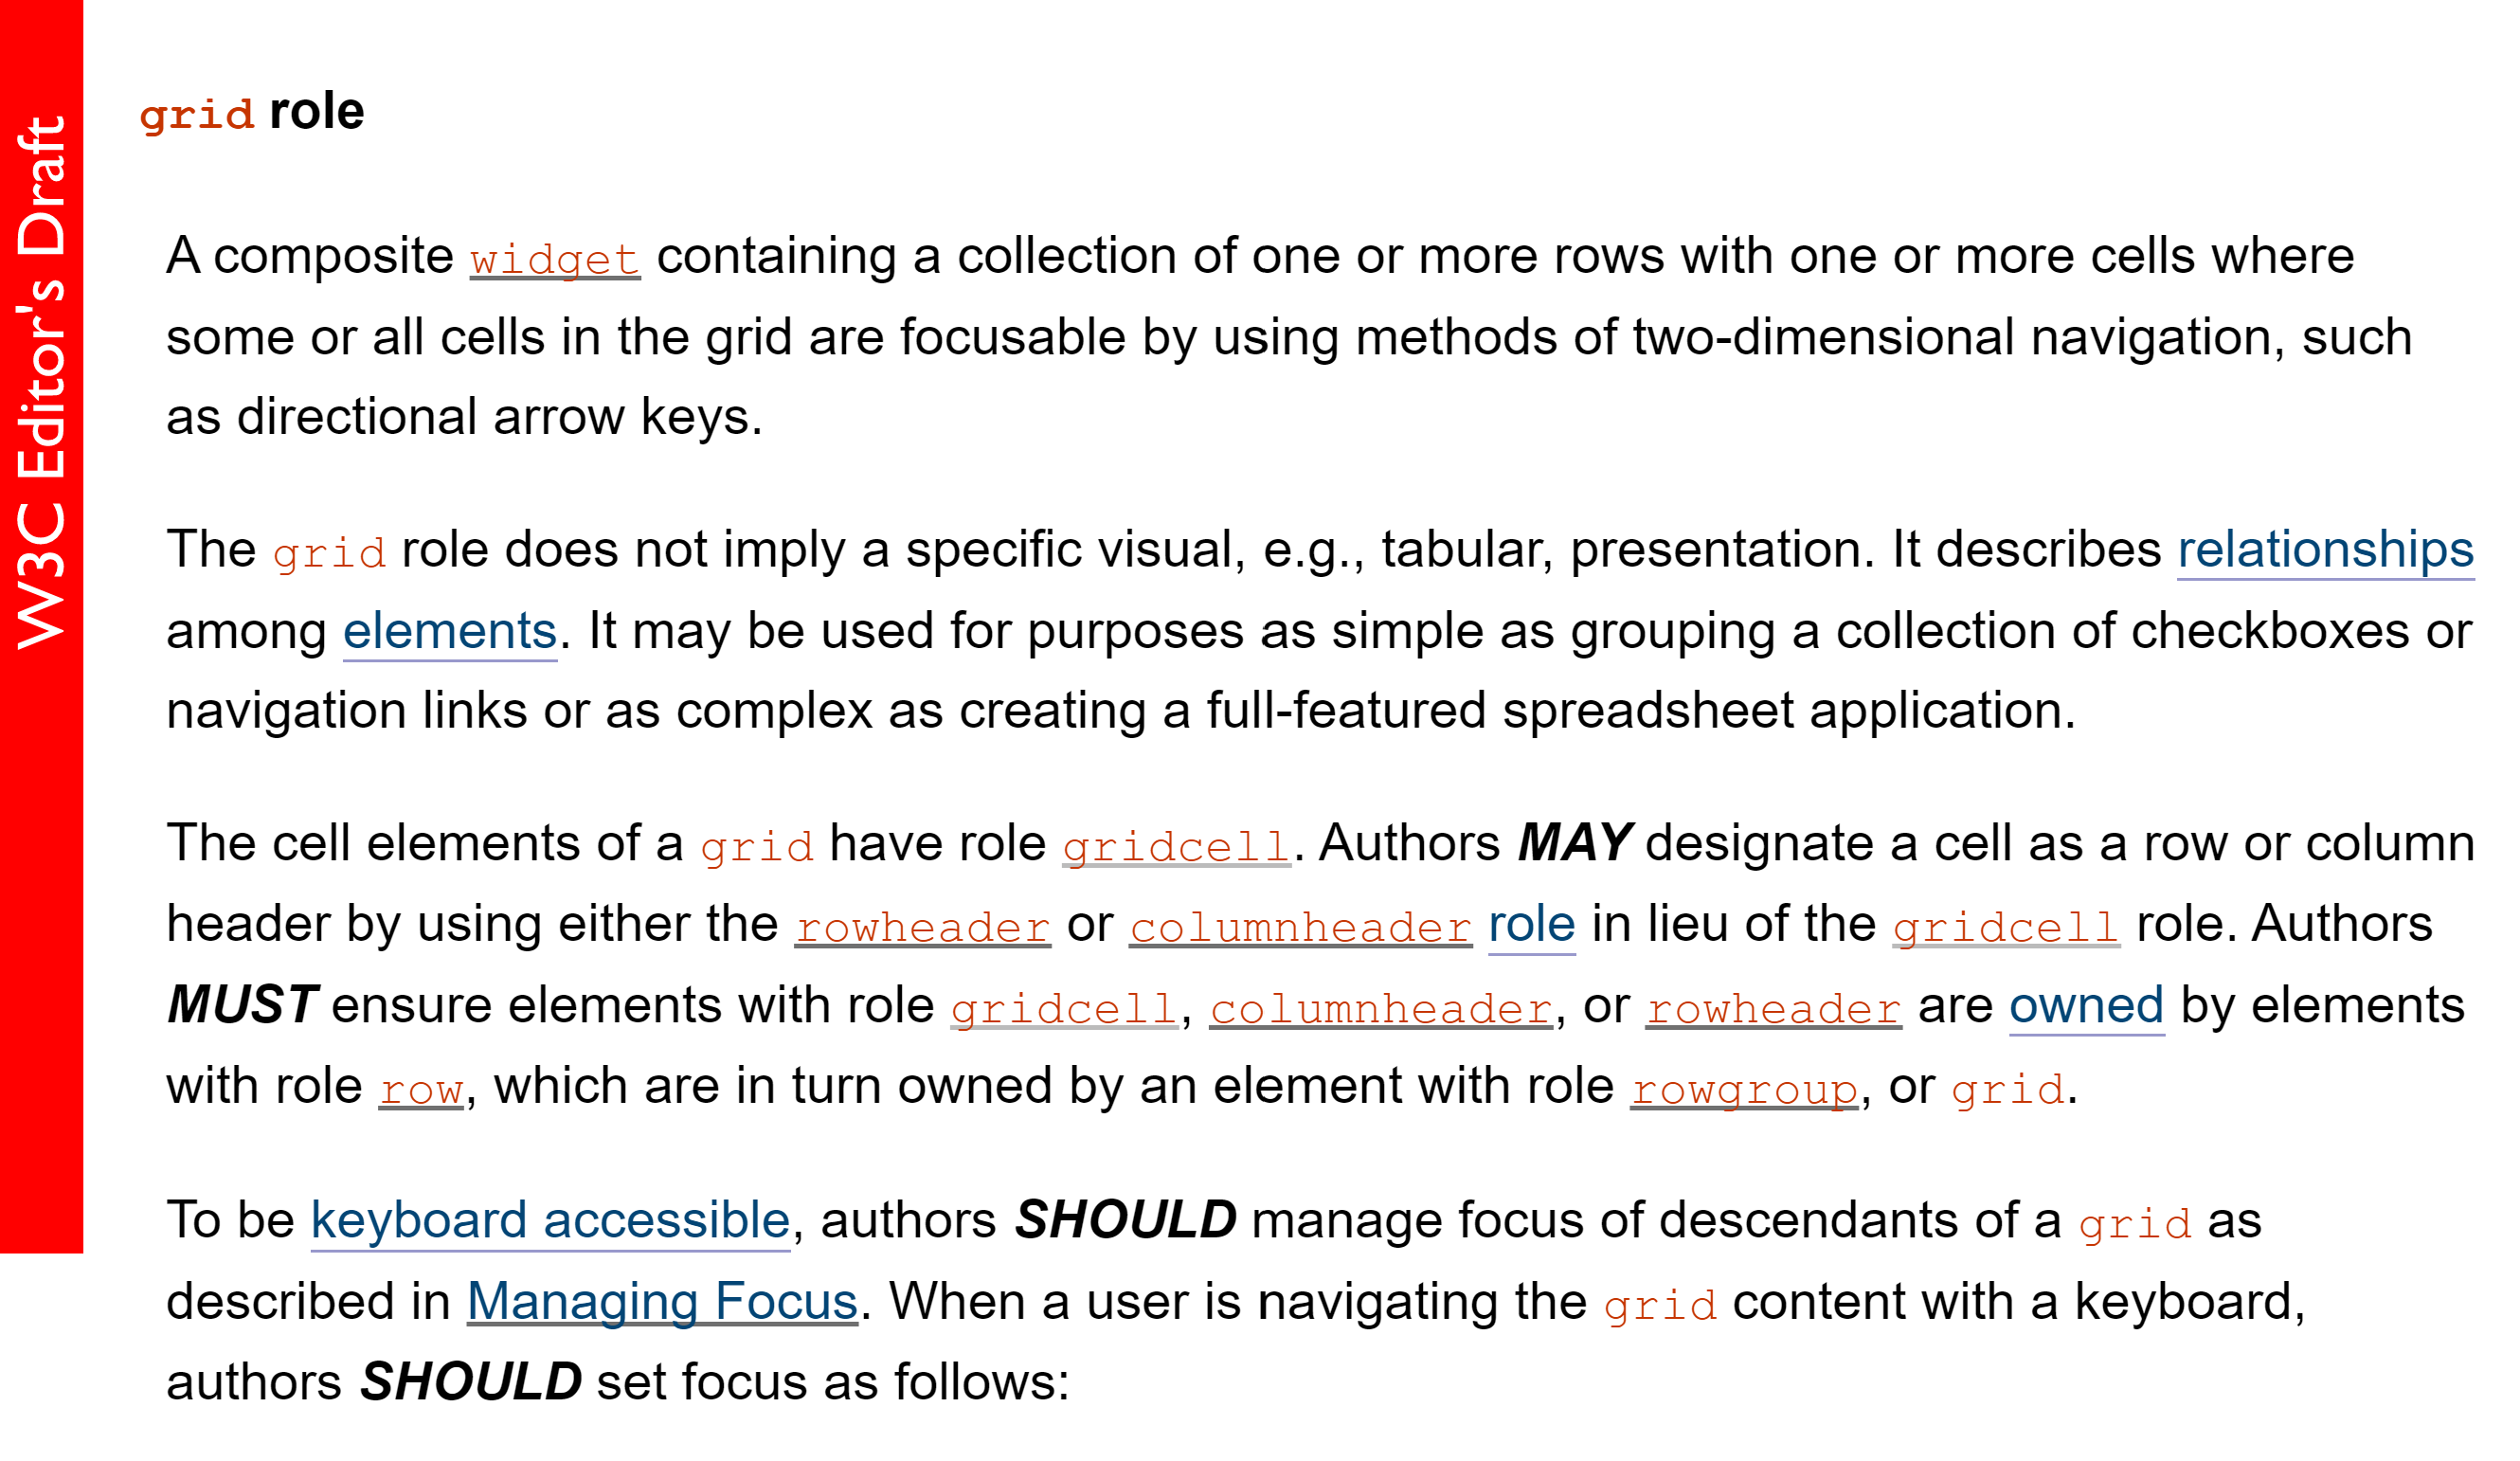 W3C Editor's Draft
grid role
A composite widget containing a collection of one or more rows with one or more cells where
some or all cells in the grid are focusable by using methods of two-dimensional navigation, such
as directional arrow keys.
The grid role does not imply a specific visual, e.g., tabular, presentation. It describes relationships
among elements. It may be used for purposes as simple as grouping a collection of checkboxes or
navigation links or as complex as creating a full-featured spreadsheet application.
The cell elements of a grid have role gridcell. Authors MAY designate a cell as a row or column
header by using either the rowheader or columnheader role in lieu of the gridcell role. Authors
MUST ensure elements with role gridcell, columnheader, or rowheader are owned by elements
with role row, which are in turn owned by an element with role rowgroup, or grid.
To be keyboard accessible, authors SHOULD manage focus of descendants of a grid as
described in Managing Focus. When a user is navigating the grid content with a keyboard,
authors SHOULD set focus as follows: